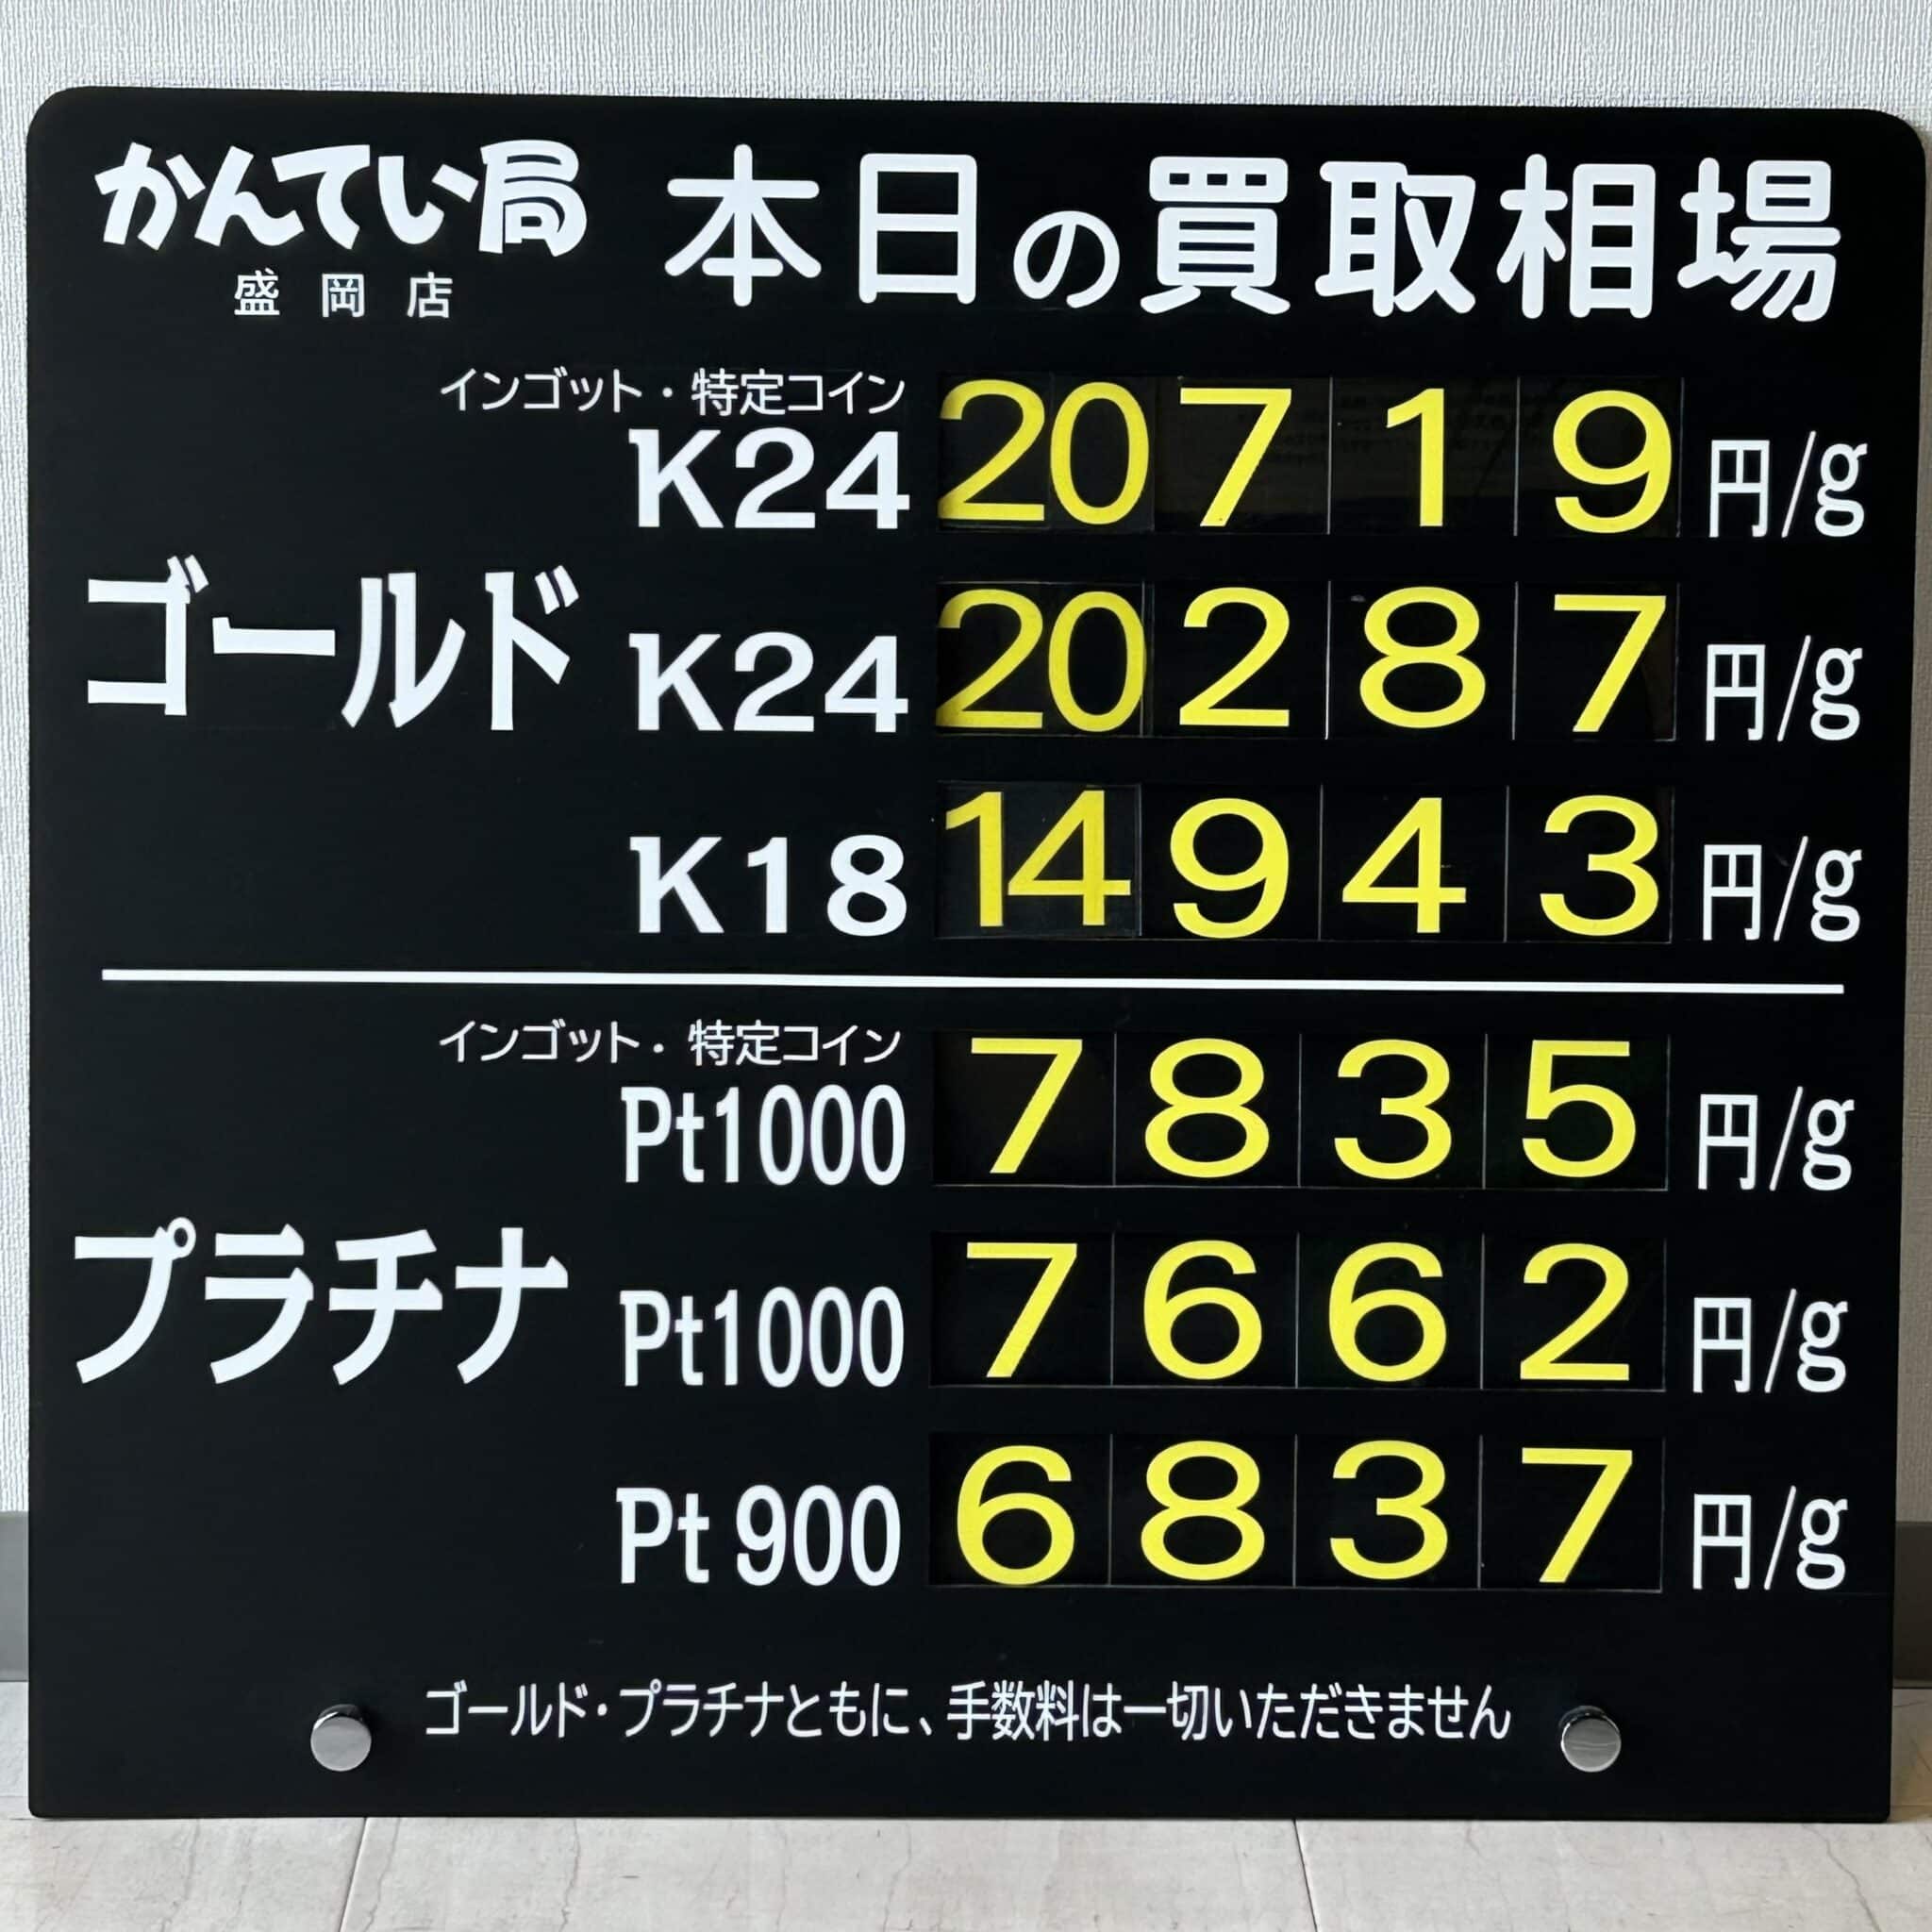 かんてい局 本日の買取相場
盛岡店
インゴット・特定コイン
K24 20719 円/g
ゴールド K24 20287 円/g
K18 14943 円/g
インゴット・特定コイン
Pt1000 7835 円/g
プラチナ Pt1000 7662 円/g
Pt900 6837 円/g
ゴールド・プラチナともに、手数料は一切いただきません